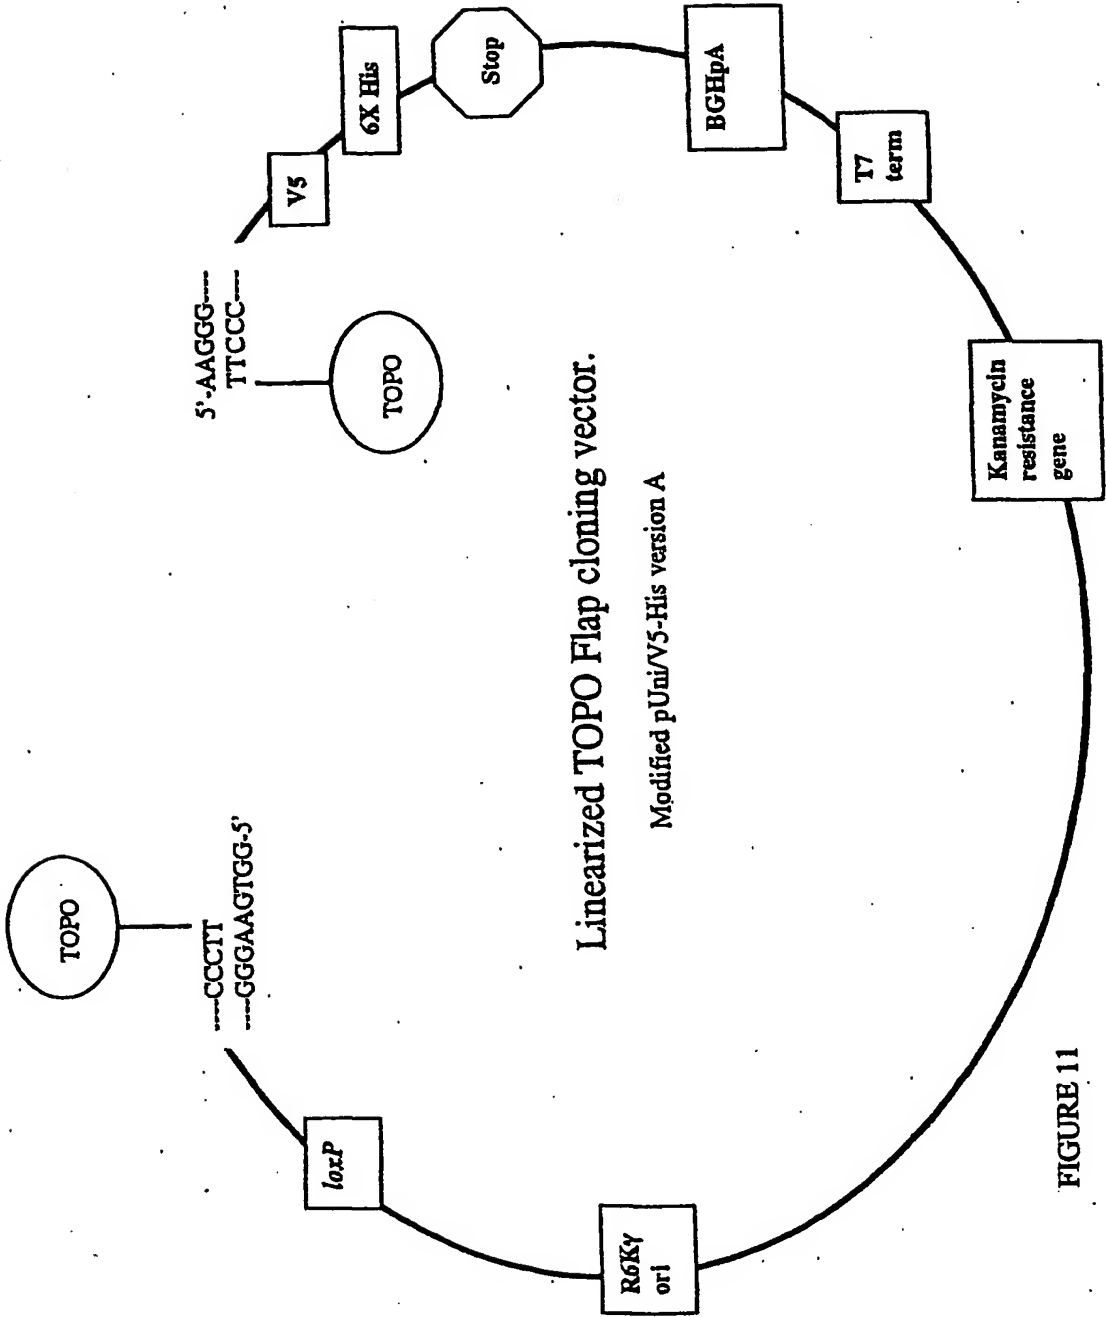 TOPO
----CCCTT
----GGGAAGTGG-5'
5'-AAGGG----
TTCCC----
TOPO
loxP
V5
6X His
Stop
BGHpA
T7
term
Kanamycin
resistance
gene
R6Kγ
ori
Linearized TOPO Flap cloning vector.
Modified pUni/V5-His version A
FIGURE 11